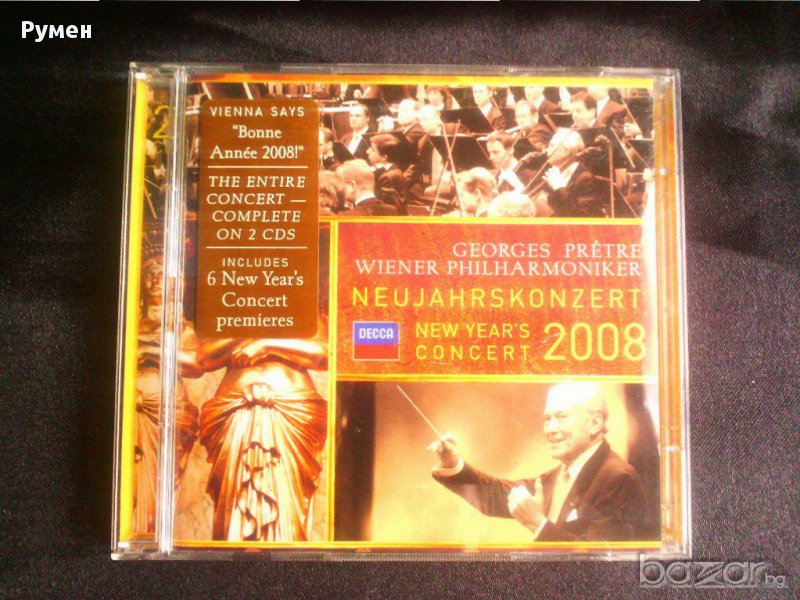 Румен
VIENNA SAYS
"Bonne
Année 2008!"
THE ENTIRE
CONCERT —
COMPLETE
ON 2 CDS
INCLUDES
6 New Year's
Concert
premieres
GEORGES PRÊTRE
WIENER PHILHARMONIKER
NEUJAHRSKONZERT
DECCA
NEW YEAR'S
CONCERT 2008
bazar.bg